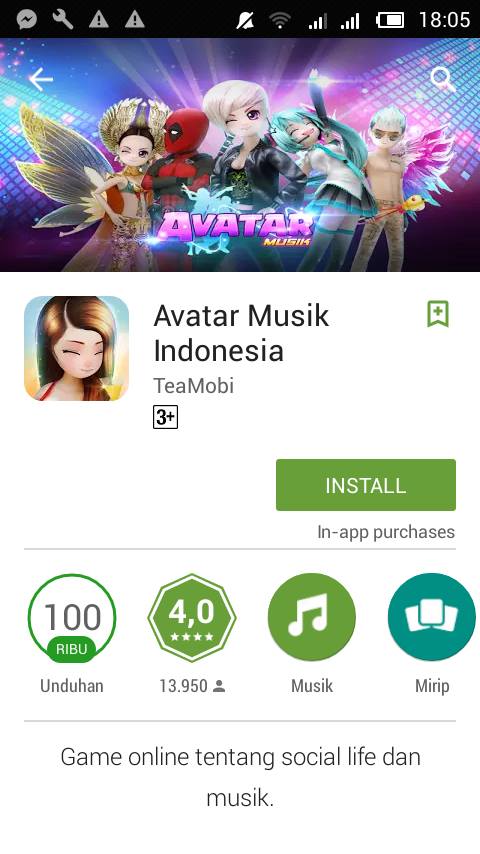 18:05
AVATAR
MUSIK
Avatar Musik
Indonesia
TeaMobi
3+
INSTALL
In-app purchases
100
RIBU
Unduhan
4,0
13.950
Musik
Mirip
Game online tentang social life dan
musik.